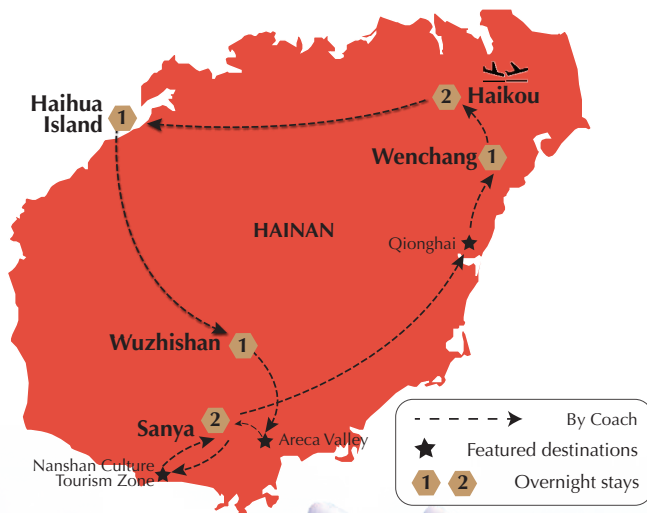 2
Haikou
Haihua
Island
1
Wenchang
1
HAINAN
Qionghai
Wuzhishan
1
Sanya
2
Areca Valley
Nanshan Culture
Tourism Zone
By Coach
Featured destinations
1 2
Overnight stays